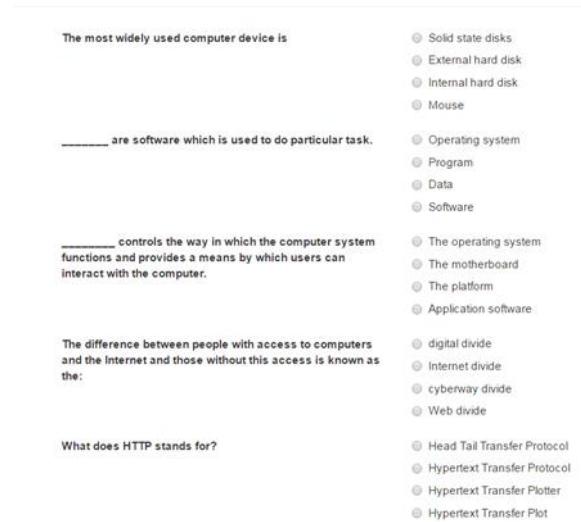 The most widely used computer device is
Solid state disks
External hard disk
Internal hard disk
Mouse
_______ are software which is used to do particular task.
Operating system
Program
Data
Software
________ controls the way in which the computer system
functions and provides a means by which users can
interact with the computer.
The operating system
The motherboard
The platform
Application software
The difference between people with access to computers
and the Internet and those without this access is known as
the:
digital divide
Internet divide
cyberway divide
Web divide
What does HTTP stands for?
Head Tail Transfer Protocol
Hypertext Transfer Protocol
Hypertext Transfer Plotter
Hypertext Transfer Plot